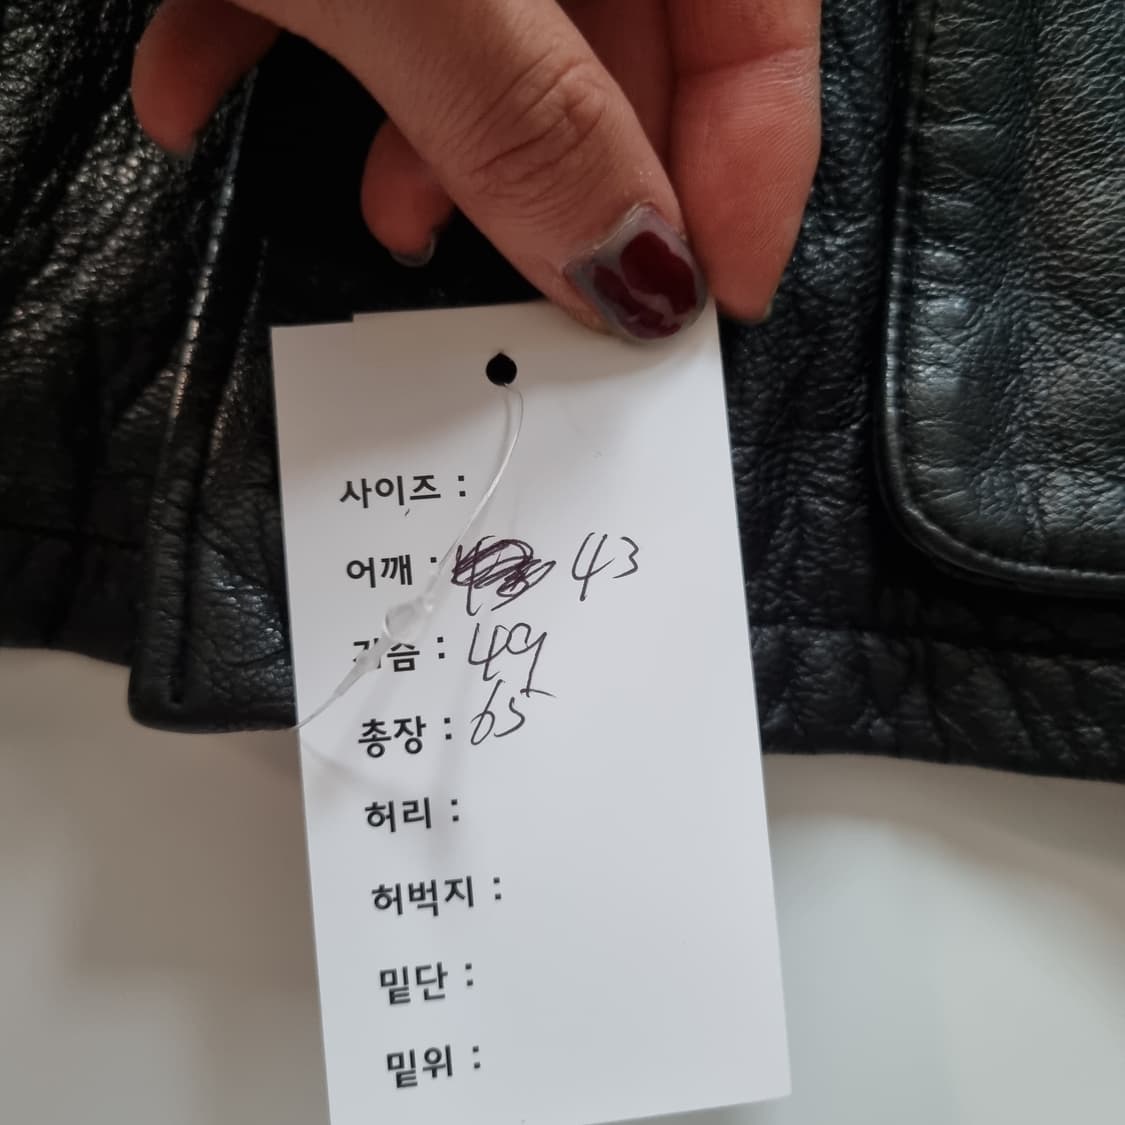 사이즈 :
어깨 : 43
가슴 : 49
총장 : 65
허리 :
허벅지 :
밑단 :
밑위 :